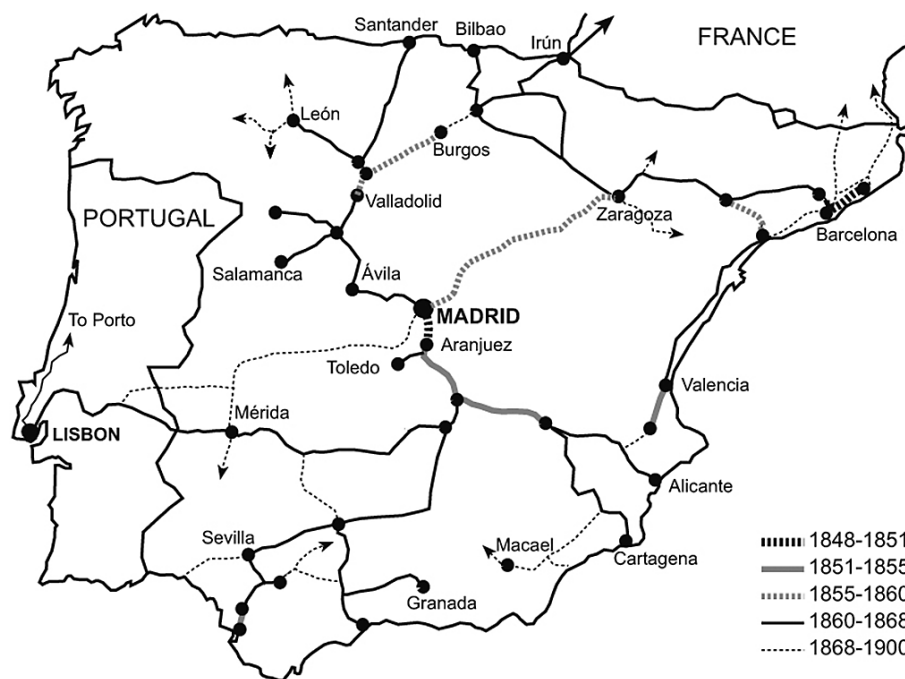 Santander
Bilbao
Irún
FRANCE
León
Burgos
PORTUGAL
Valladolid
Zaragoza
Barcelona
Salamanca
Ávila
MADRID
To Porto
Aranjuez
Toledo
Valencia
Mérida
LISBON
Alicante
Sevilla
Macael
Cartagena
Granada
1848-1851
1851-1855
1855-1860
1860-1868
1868-1900